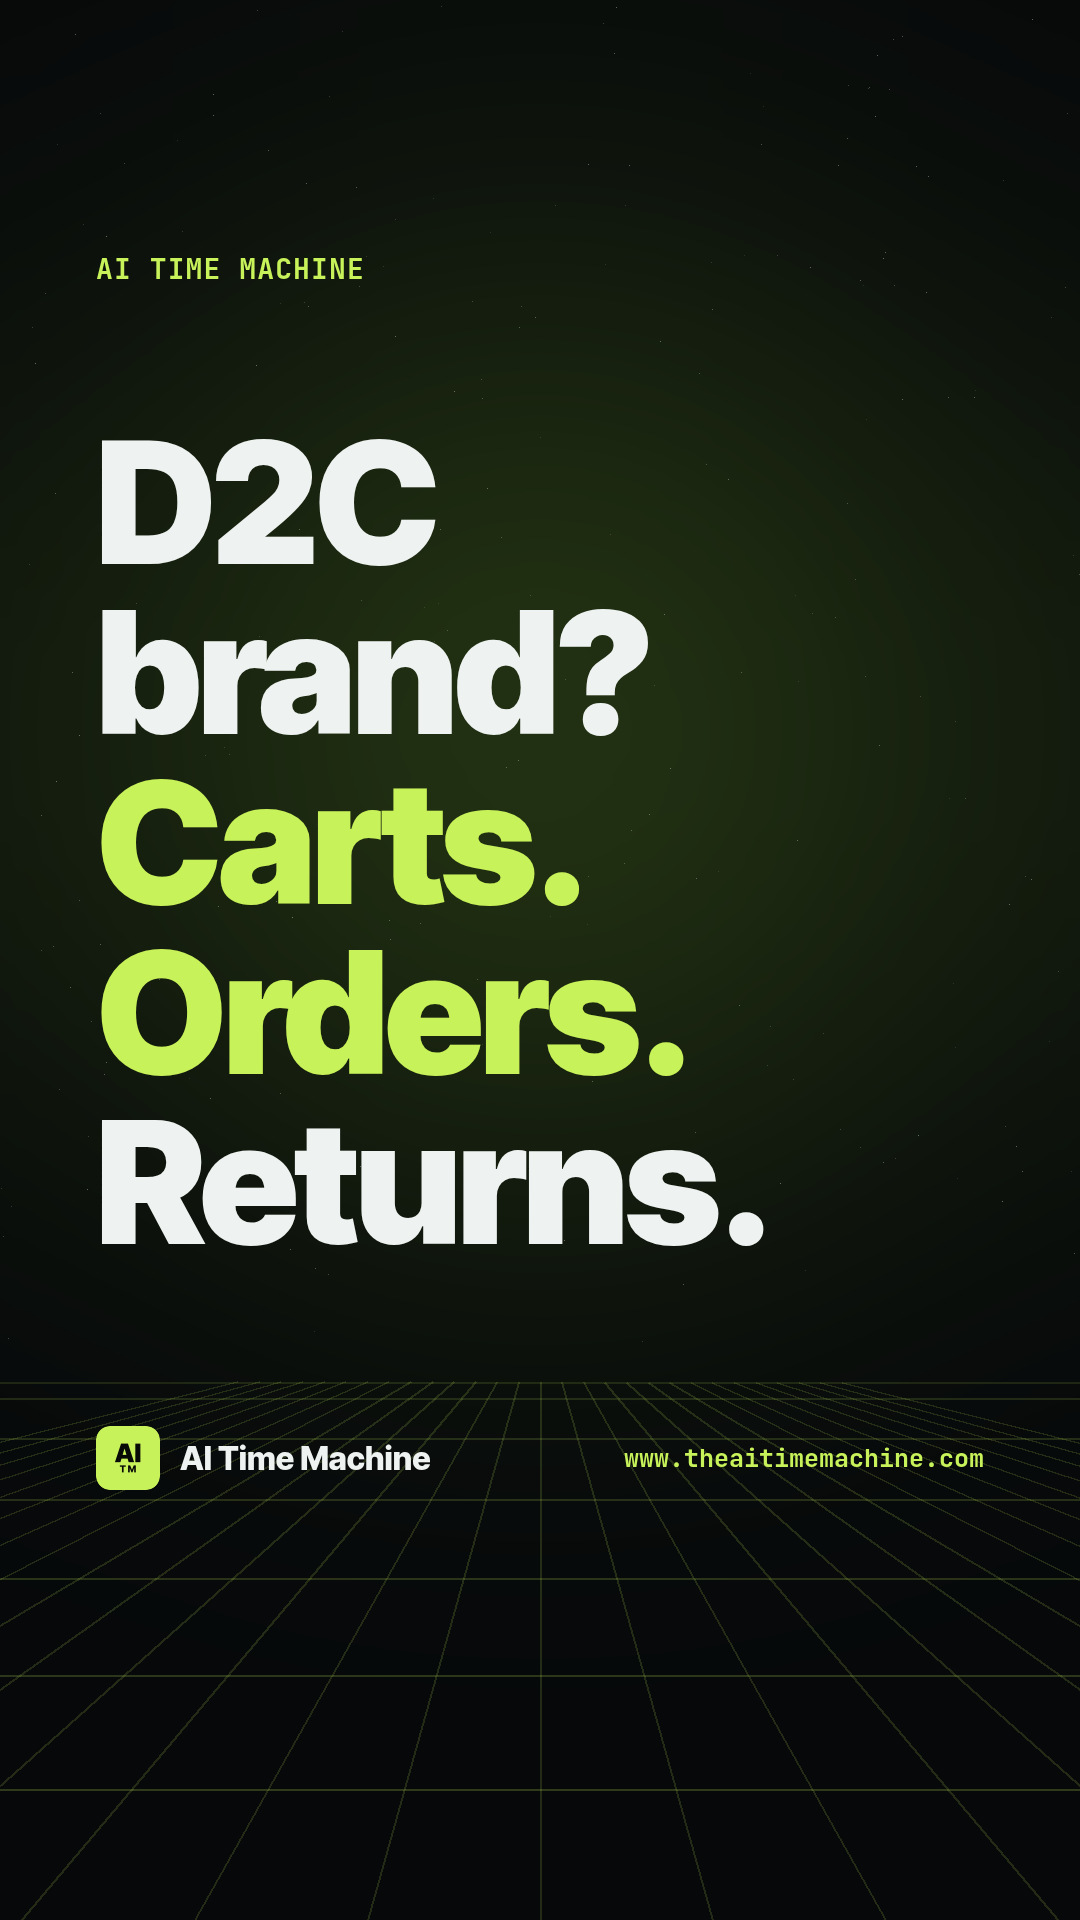 AI TIME MACHINE
D2C
brand?
Carts.
Orders.
Returns.
AI
TM
AI Time Machine
www.theaitimemachine.com